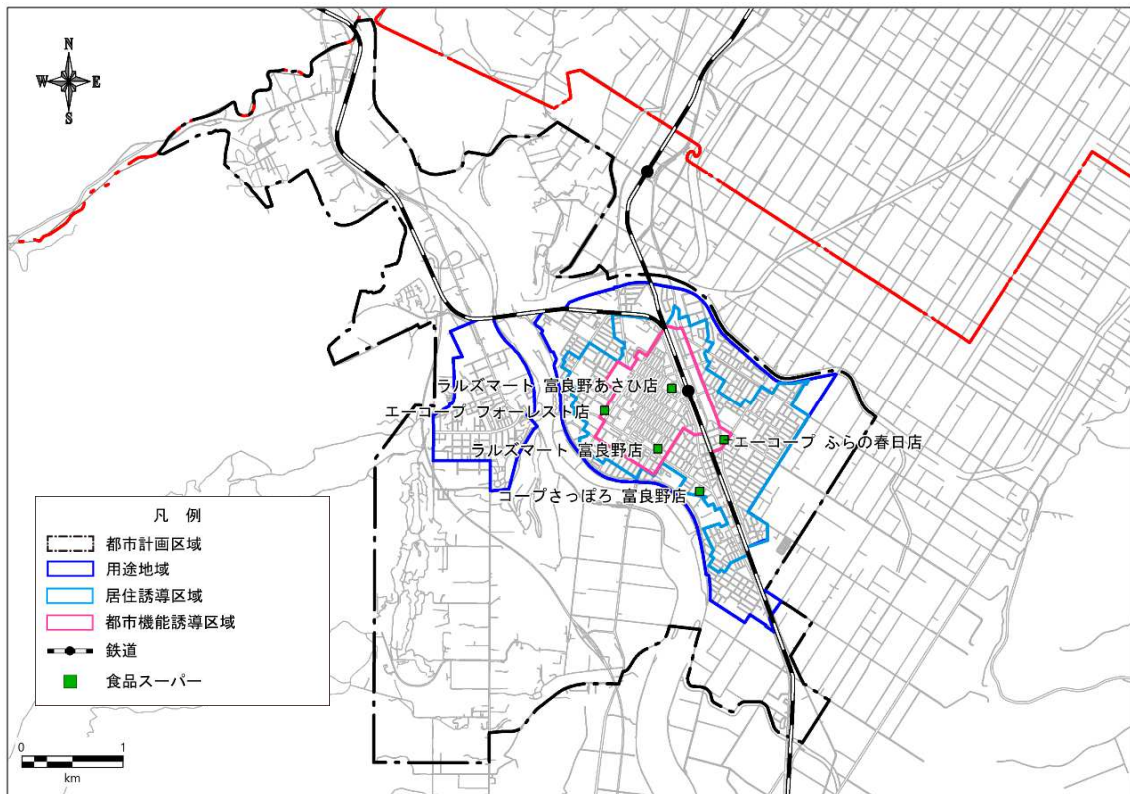 N
W E
S
ラルズマート 富良野あさひ店
エーコープ フォーレスト店
エーコープ ふらの春日店
ラルズマート 富良野店
コープさっぽろ 富良野店
凡 例
都市計画区域
用途地域
居住誘導区域
都市機能誘導区域
鉄道
食品スーパー
0 1
km